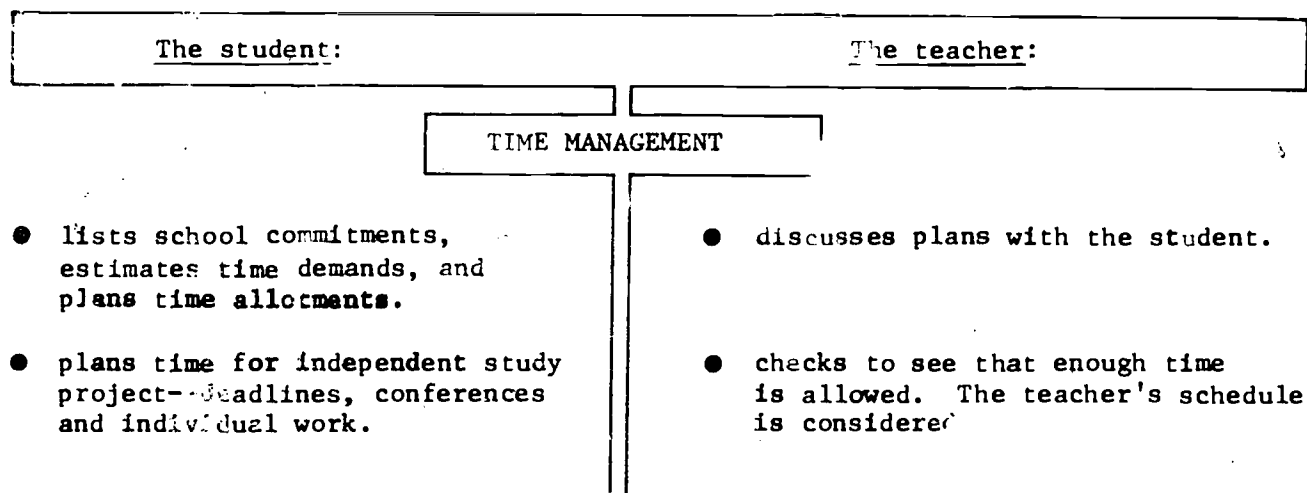 The student:
The teacher:
TIME MANAGEMENT
● lists school commitments,
estimates time demands, and
plans time allotments.
● plans time for independent study
project--deadlines, conferences
and individual work.
● discusses plans with the student.
● checks to see that enough time
is allowed. The teacher's schedule
is considered